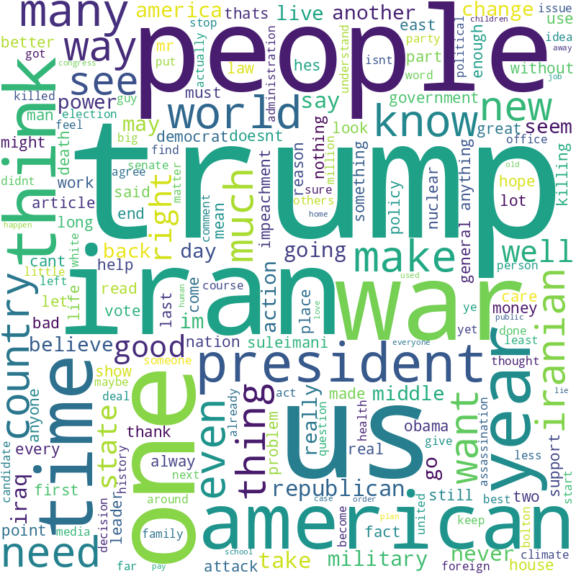 many
way
people
thats
live
another
change
issue
america
east
use
better
got
stop
children
mr
put
actually
hes
understand
party
political
enough
idea
away
see
killed
congress
isnt
part
word
without
job
power
guy
law
say
man
election
administration
must
world
know
new
feel
government
think
death
may
democrat
doesnt
look
great
seem
might
big
find
nothing
office
didnt
work
senate
agree
reason
million
something
old
hope
killing
article
said
matter
sure
policy
nuclear
lot
trump
happen
long
end
comment
mean
impeachment
others
general
anything
right
much
home
back
day
going
make
well
cant
white
little
life
help
action
iran
war
used
person
left
read
come
course
place
care
iranian
country
let
human
ye
money
public
bad
vote
last
im
love
yet
done
least
believe
good
nation
suleimani
everyone
thought
lie
time
show
someone
president
maybe
deal
act
made
middle
want
year
anyone
one
state
thing
already
really
question
health
us
obama
assassination
candidate
every
thank
even
problem
real
give
go
less
support
iraq
history
alway
next
republican
still
best
two
start
first
leader
around
case
order
become
united
keep
bolton
point
media
decision
family
american
fact
plan
never
climate
need
far
school
pay
attack
take
military
foreign
house